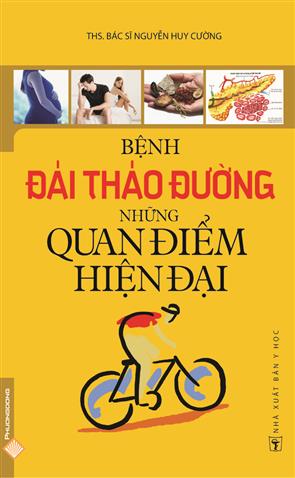 THS. BÁC SĨ NGUYỄN HUY CƯỜNG
BỆNH
ĐÁI THÁO ĐƯỜNG
NHỮNG
QUAN ĐIỂM
HIỆN ĐẠI
PHUONGDONG
NHÀ XUẤT BẢN Y HỌC